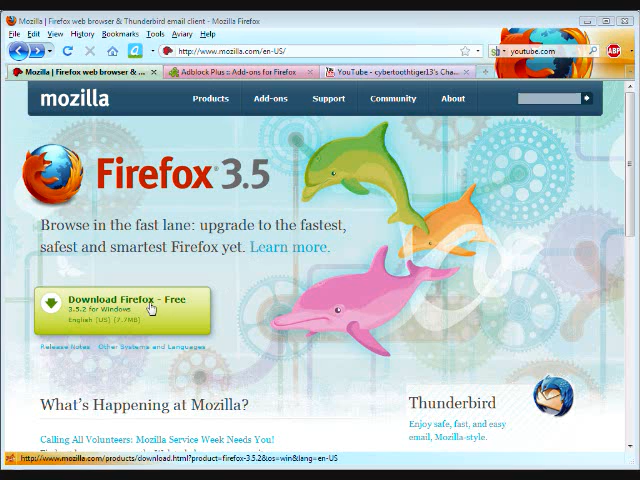 Mozilla | Firefox web browser & Thunderbird email client - Mozilla Firefox
File Edit View History Bookmarks Tools Aviary Help
http://www.mozilla.com/en-US/
youtube.com
ABP
Mozilla | Firefox web browser & ...
Adblock Plus :: Add-ons for Firefox
YouTube - cybertoothtiger13's Cha...
mozilla
Products Add-ons Support Community About
Firefox® 3.5
Browse in the fast lane: upgrade to the fastest,
safest and smartest Firefox yet. Learn more.
Download Firefox - Free
3.5.2 for Windows
English (US) (7.7MB)
Release Notes Other Systems and Languages
What's Happening at Mozilla?
Thunderbird
Enjoy safe, fast, and easy
email, Mozilla-style.
Calling All Volunteers: Mozilla Service Week Needs You!
http://www.mozilla.com/products/download.html?product=firefox-3.5.2&os=win&lang=en-US